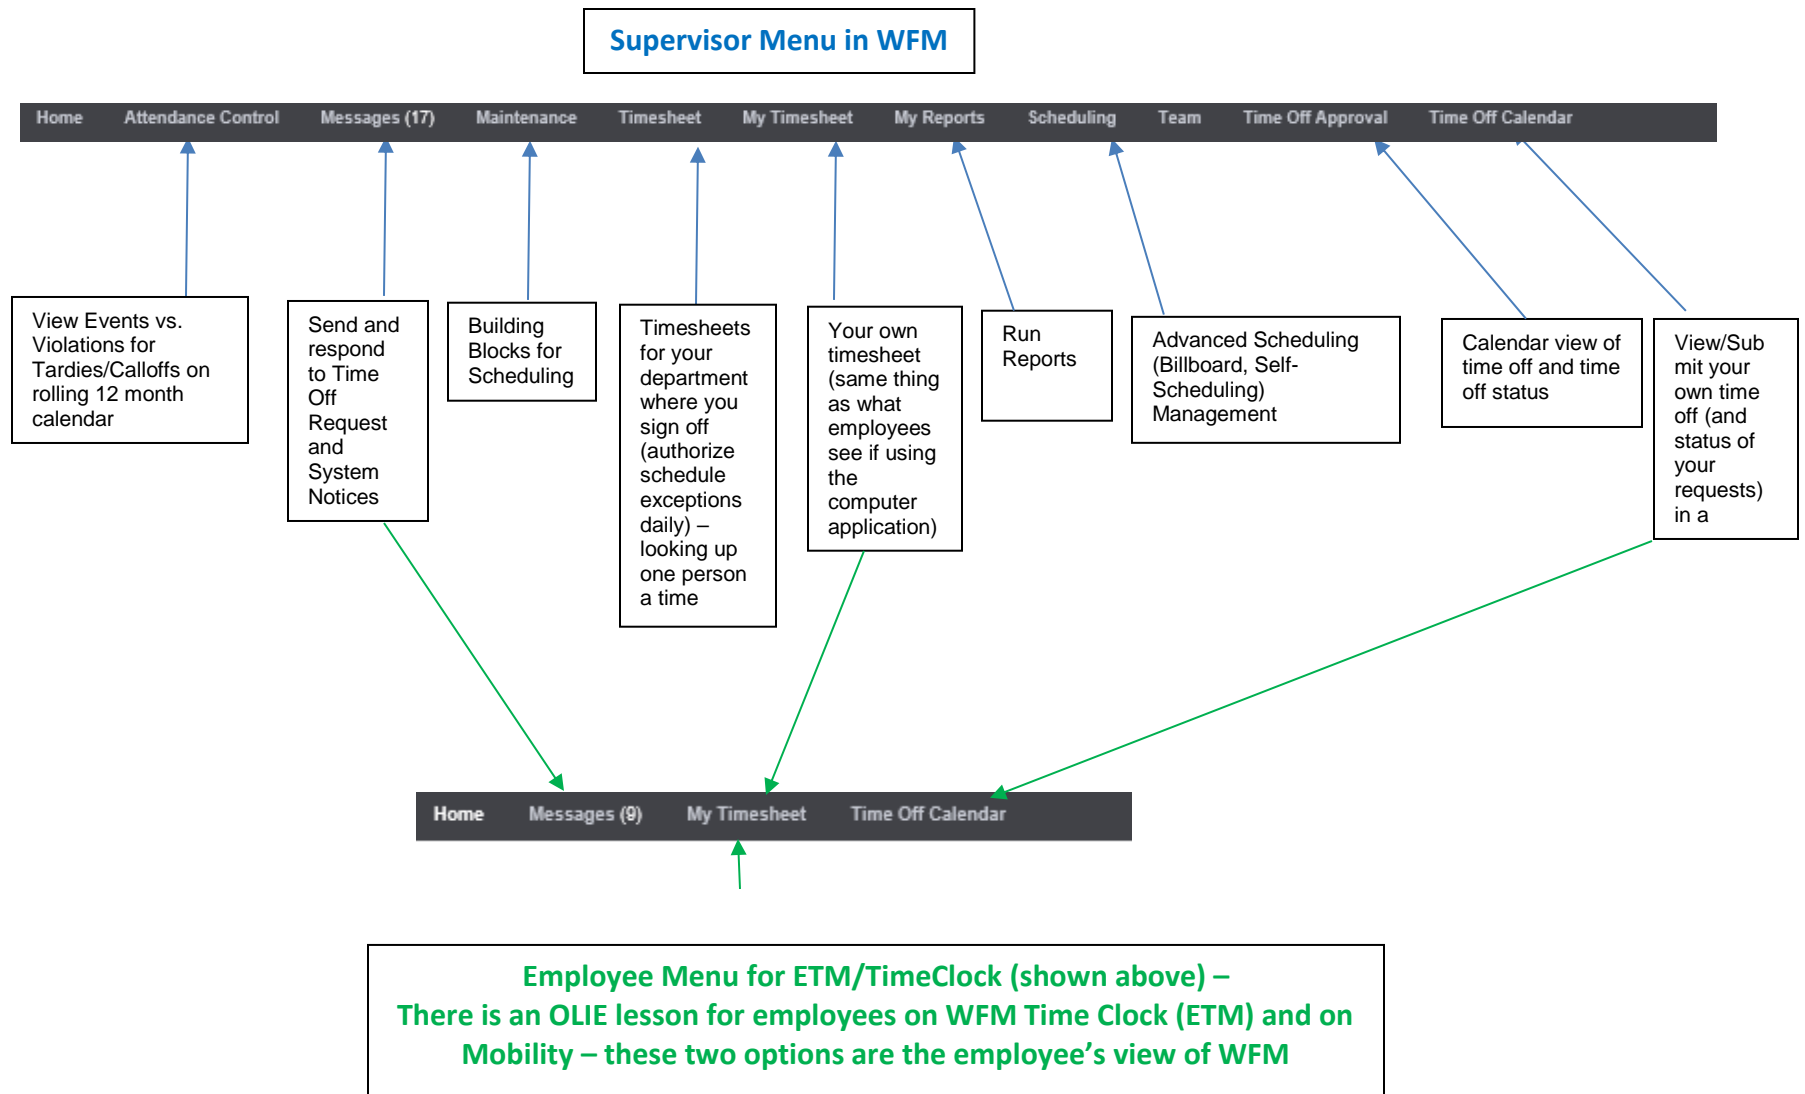 Supervisor Menu in WFM
Home Attendance Control Messages (17) Maintenance Timesheet My Timesheet My Reports Scheduling Team Time Off Approval Time Off Calendar
View Events vs.
Violations for
Tardies/Calloffs on
rolling 12 month
calendar
Send and
respond
to Time
Off
Request
and
System
Notices
Building
Blocks for
Scheduling
Timesheets
for your
department
where you
sign off
(authorize
schedule
exceptions
daily) –
looking up
one person
a time
Your own
timesheet
(same thing
as what
employees
see if using
the
computer
application)
Run
Reports
Advanced Scheduling
(Billboard, Self-
Scheduling)
Management
Calendar view of
time off and time
off status
View/Sub
mit your
own time
off (and
status of
your
requests)
in a
Home Messages (9) My Timesheet Time Off Calendar
Employee Menu for ETM/TimeClock (shown above) –
There is an OLIE lesson for employees on WFM Time Clock (ETM) and on
Mobility – these two options are the employee’s view of WFM